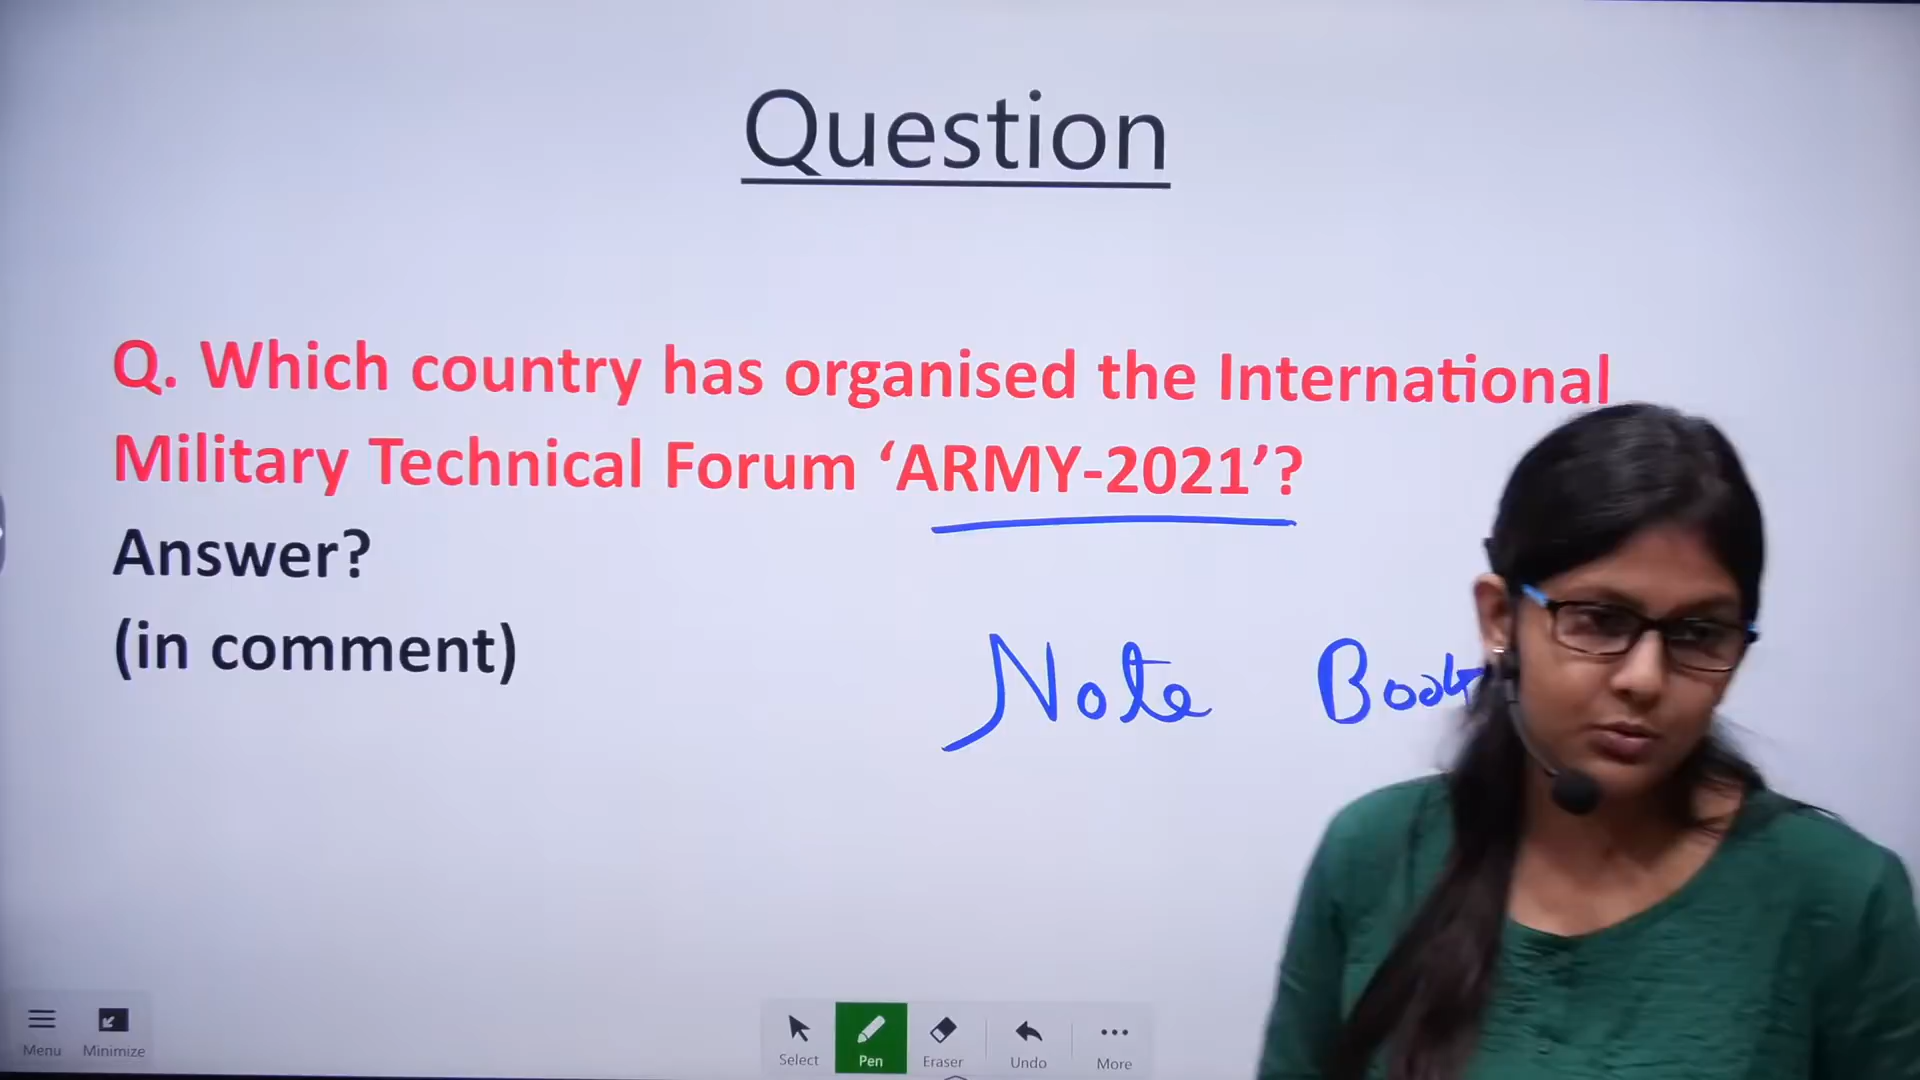 Question
Q. Which country has organised the International
Military Technical Forum ‘ARMY-2021’?
Answer?
(in comment)
Note Book
Menu
Minimize
Select
Pen
Eraser
Undo
More